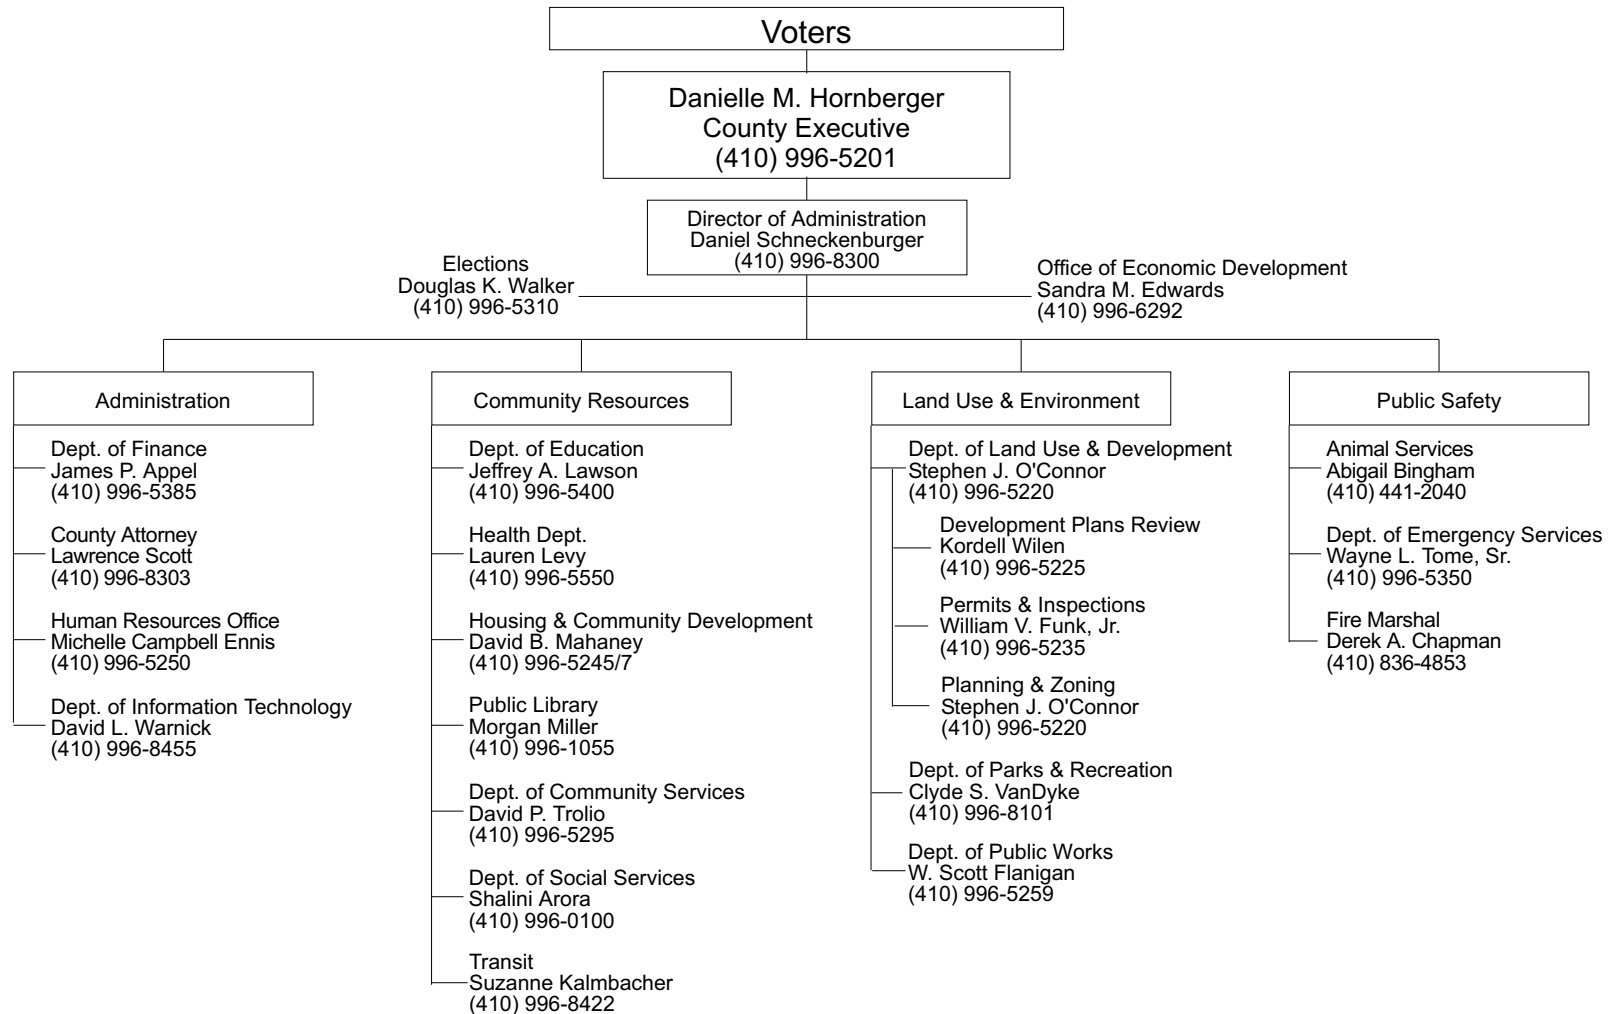 Voters
Danielle M. Hornberger
County Executive
(410) 996-5201
Director of Administration
Daniel Schneckenburger
(410) 996-8300
Elections
Douglas K. Walker
(410) 996-5310
Office of Economic Development
Sandra M. Edwards
(410) 996-6292
Administration
Dept. of Finance
James P. Appel
(410) 996-5385
County Attorney
Lawrence Scott
(410) 996-8303
Human Resources Office
Michelle Campbell Ennis
(410) 996-5250
Dept. of Information Technology
David L. Warnick
(410) 996-8455
Community Resources
Dept. of Education
Jeffrey A. Lawson
(410) 996-5400
Health Dept.
Lauren Levy
(410) 996-5550
Housing & Community Development
David B. Mahaney
(410) 996-5245/7
Public Library
Morgan Miller
(410) 996-1055
Dept. of Community Services
David P. Trolio
(410) 996-5295
Dept. of Social Services
Shalini Arora
(410) 996-0100
Transit
Suzanne Kalmbacher
(410) 996-8422
Land Use & Environment
Dept. of Land Use & Development
Stephen J. O'Connor
(410) 996-5220
Development Plans Review
Kordell Wilen
(410) 996-5225
Permits & Inspections
William V. Funk, Jr.
(410) 996-5235
Planning & Zoning
Stephen J. O'Connor
(410) 996-5220
Dept. of Parks & Recreation
Clyde S. VanDyke
(410) 996-8101
Dept. of Public Works
W. Scott Flanigan
(410) 996-5259
Public Safety
Animal Services
Abigail Bingham
(410) 441-2040
Dept. of Emergency Services
Wayne L. Tome, Sr.
(410) 996-5350
Fire Marshal
Derek A. Chapman
(410) 836-4853